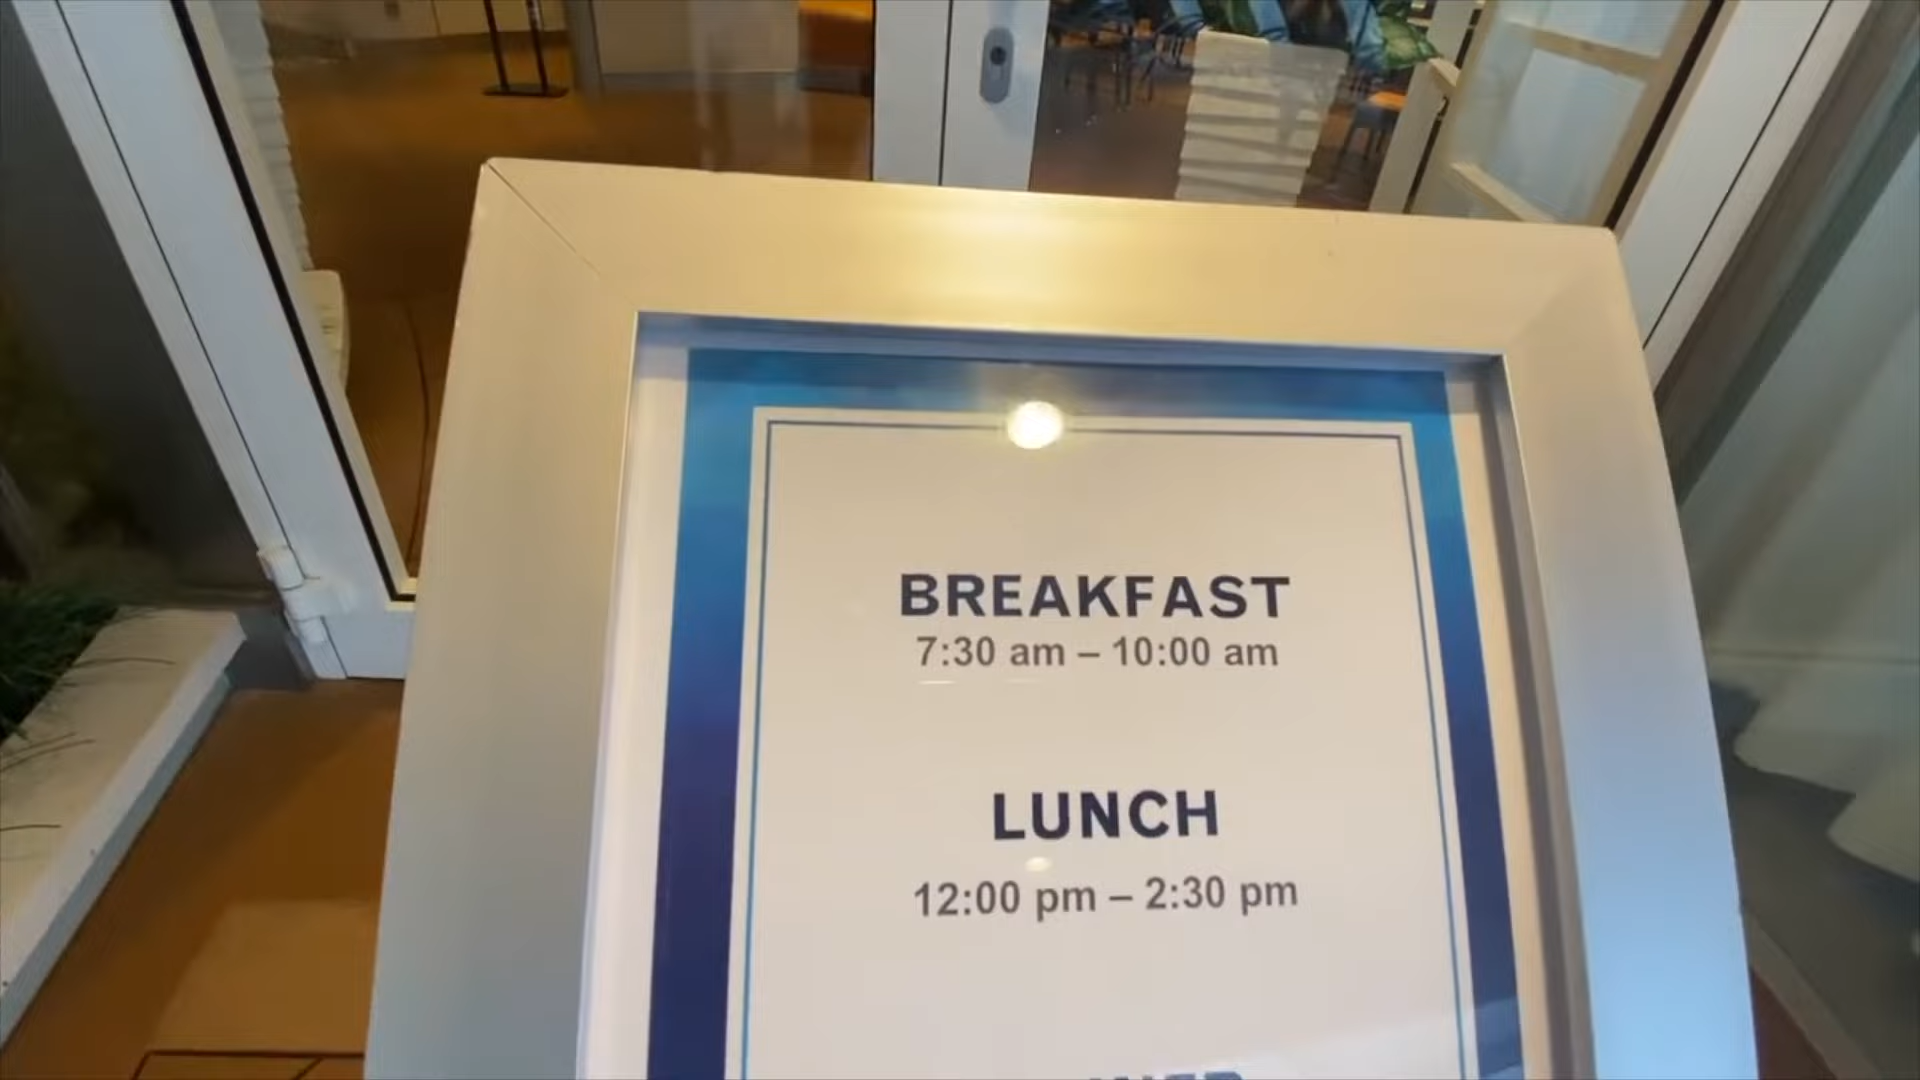 BREAKFAST
7:30 am – 10:00 am
LUNCH
12:00 pm – 2:30 pm